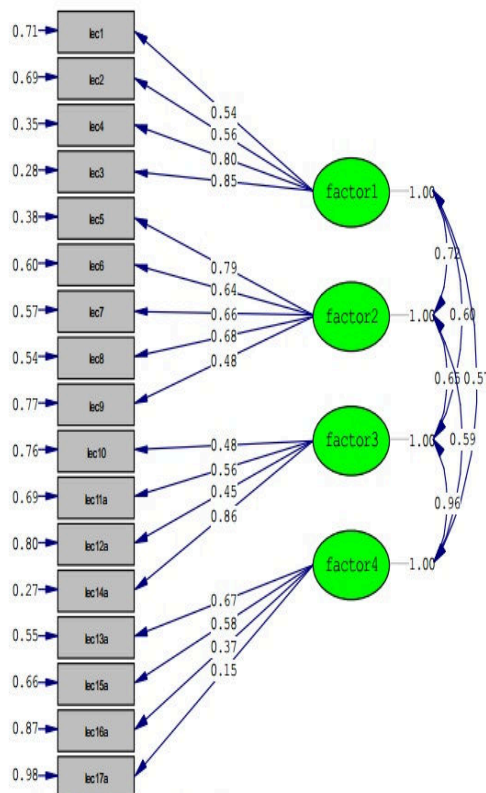 0.71 lec1
0.69 lec2
0.35 lec4
0.28 lec3
0.38 lec5
0.60 lec6
0.57 lec7
0.54 lec8
0.77 lec9
0.76 lec10
0.69 lec11a
0.80 lec12a
0.27 lec14a
0.55 lec13a
0.66 lec15a
0.87 lec16a
0.98 lec17a
0.54
0.56
0.80
0.85
0.79
0.64
0.66
0.68
0.48
0.48
0.56
0.45
0.86
0.67
0.58
0.37
0.15
factor1 1.00
factor2 1.00
factor3 1.00
factor4 1.00
0.72
0.60
0.65
0.57
0.59
0.96